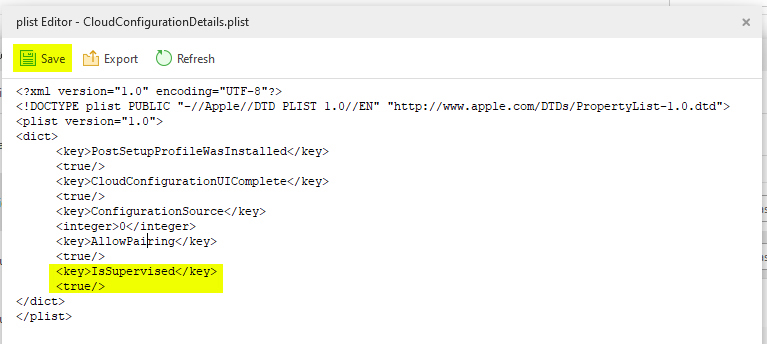 plist Editor - CloudConfigurationDetails.plist
Save Export Refresh
<?xml version="1.0" encoding="UTF-8"?>
<!DOCTYPE plist PUBLIC "-//Apple//DTD PLIST 1.0//EN" "http://www.apple.com/DTDs/PropertyList-1.0.dtd">
<plist version="1.0">
<dict>
<key>PostSetupProfileWasInstalled</key>
<true/>
<key>CloudConfigurationUIComplete</key>
<true/>
<key>ConfigurationSource</key>
<integer>0</integer>
<key>AllowPairing</key>
<true/>
<key>IsSupervised</key>
<true/>
</dict>
</plist>